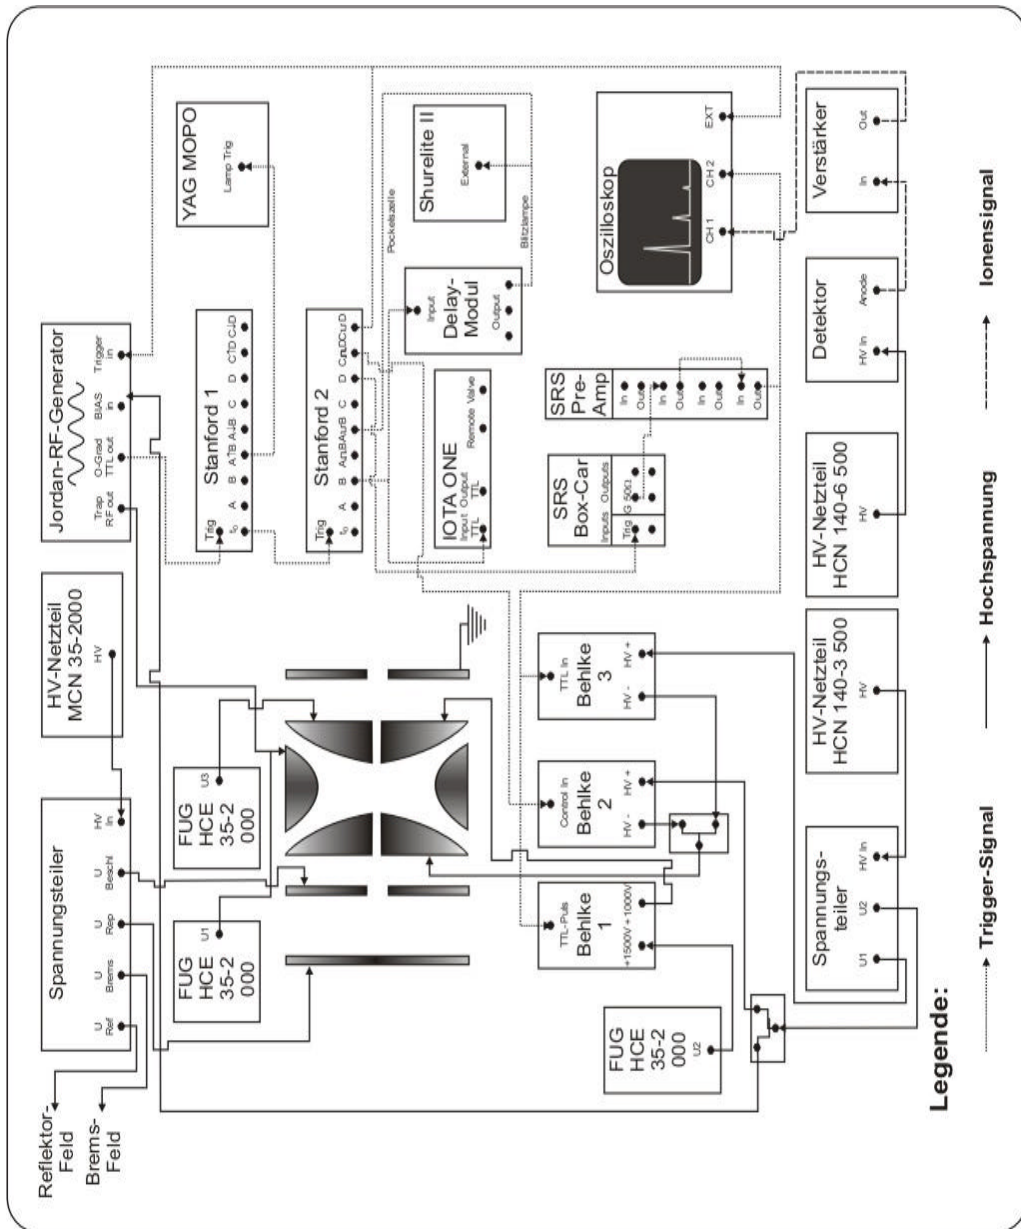 Reflektor-
Feld
Brems-
Feld
Spannungsteiler
U
Ref
U
Brems
U
Rep
U
Beschl
HV
In
HV-Netzteil
MCN 35-2000
HV
Jordan-RF-Generator
Trap
RF out
O-Grad
TTL out
BIAS
in
Trigger
in
FUG
HCE
35-2
000
U1
FUG
HCE
35-2
000
U3
Stanford 1
Trig
t₀ A B A↑B A↓B C D C↑D C↓D
YAG MOPO
Lamp Trig
Stanford 2
Trig
t₀ A B A⊓B A⊔B C D C⊓D C⊔D
Pockelszelle
Shurelite II
External
Blitzlampe
Delay-
Modul
Input
Output
IOTA ONE
Input
TTL
Output
TTL
Remote Valve
FUG
HCE
35-2
000
U2
Behlke
1
TTL-Puls
+1500V +1000V
Behlke
2
Control In
HV -
HV +
Behlke
3
TTL In
HV -
HV +
SRS
Box-Car
Inputs Outputs
Trig G 50Ω
SRS
Pre-
Amp
In
Out
In
Out
In
Out
In
Out
Oszilloskop
CH 1
CH 2
EXT
Spannungs-
teiler
U1
U2
HV In
HV-Netzteil
HCN 140-3 500
HV
HV-Netzteil
HCN 140-6 500
HV
Detektor
HV In
Anode
Verstärker
In
Out
Legende:
Trigger-Signal
Hochspannung
Ionensignal